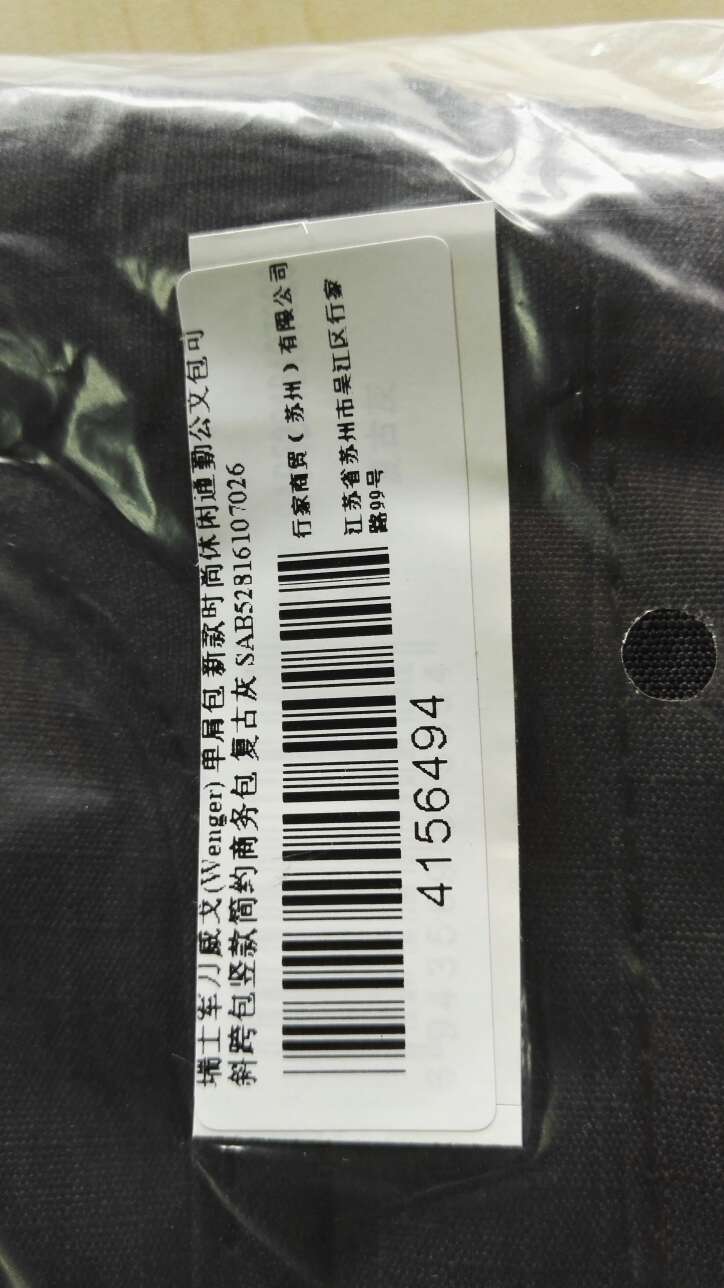 瑞士军刀威戈(Wenger) 单肩包 新款时尚休闲通勤公文包可
斜跨包竖款简约商务包 复古灰 SAB52816107026
行家商贸（苏州）有限公司
江苏省苏州市吴江区行家
路99号
4156494